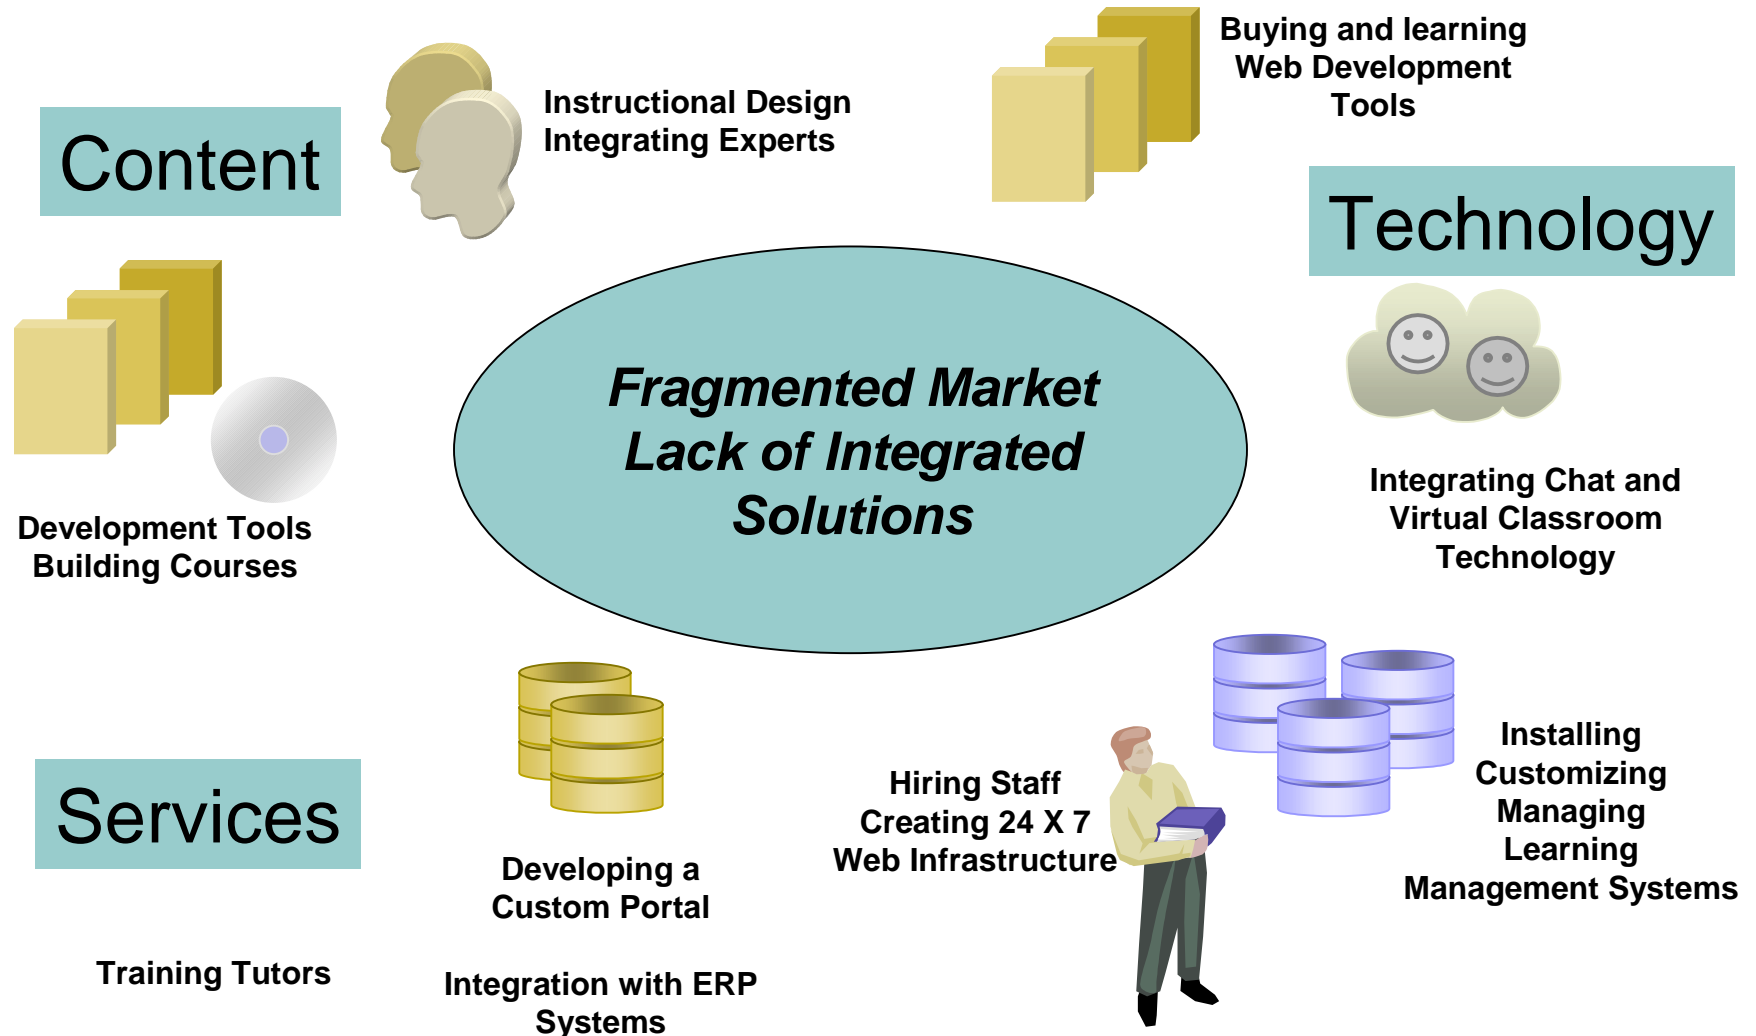 Content
Instructional Design
Integrating Experts
Buying and learning
Web Development
Tools
Technology
Development Tools
Building Courses
Fragmented Market
Lack of Integrated
Solutions
Integrating Chat and
Virtual Classroom
Technology
Services
Training Tutors
Developing a
Custom Portal
Integration with ERP
Systems
Hiring Staff
Creating 24 X 7
Web Infrastructure
Installing
Customizing
Managing
Learning
Management Systems